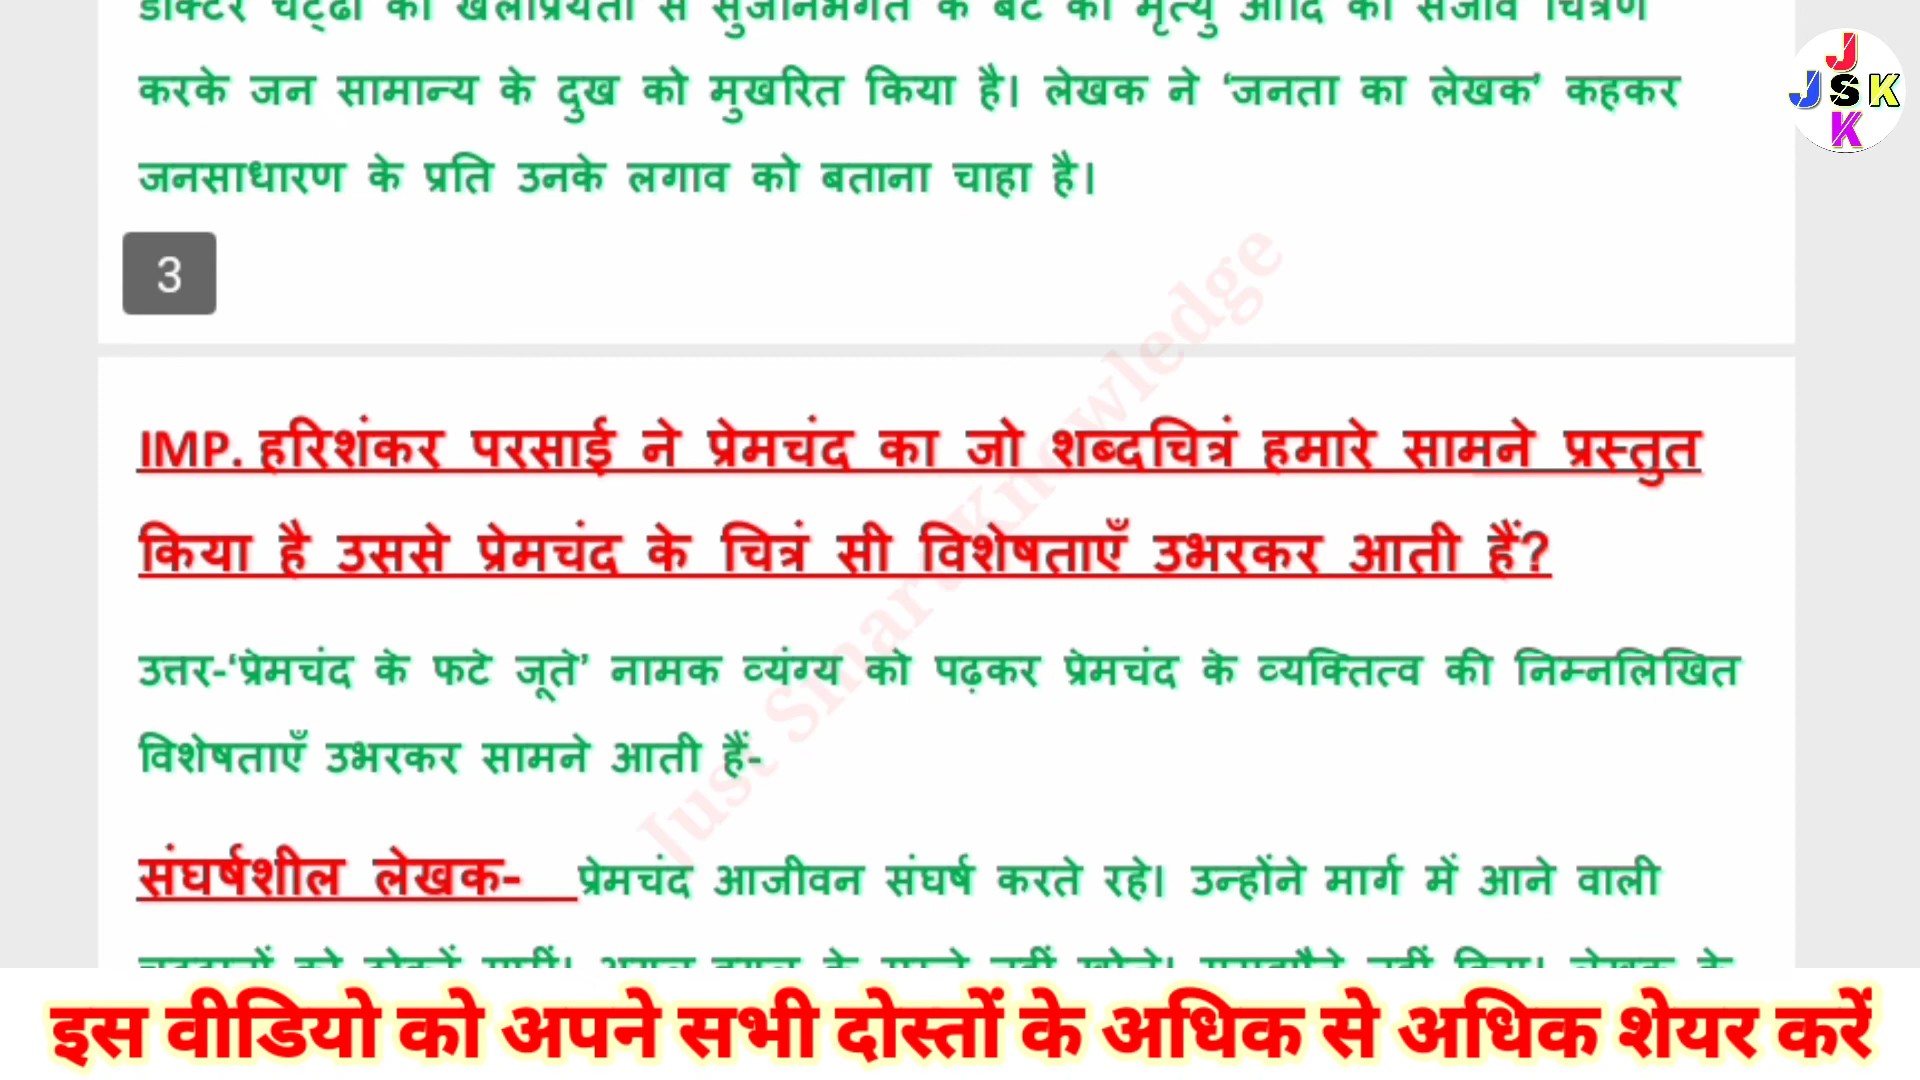 करके जन सामान्य के दुख को मुखरित किया है। लेखक ने ‘जनता का लेखक’ कहकर
जनसाधारण के प्रति उनके लगाव को बताना चाहा है।
3
IMP. हरिशंकर परसाई ने प्रेमचंद का जो शब्दचित्रं हमारे सामने प्रस्तुत
किया है उससे प्रेमचंद के चित्रं सी विशेषताएँ उभरकर आती हैं?
उत्तर-‘प्रेमचंद के फटे जूते’ नामक व्यंग्य को पढ़कर प्रेमचंद के व्यक्तित्व की निम्नलिखित
विशेषताएँ उभरकर सामने आती हैं-
संघर्षशील लेखक- प्रेमचंद आजीवन संघर्ष करते रहे। उन्होंने मार्ग में आने वाली
इस वीडियो को अपने सभी दोस्तों के अधिक से अधिक शेयर करें
J
J S K
K
Just Smart Knowledge